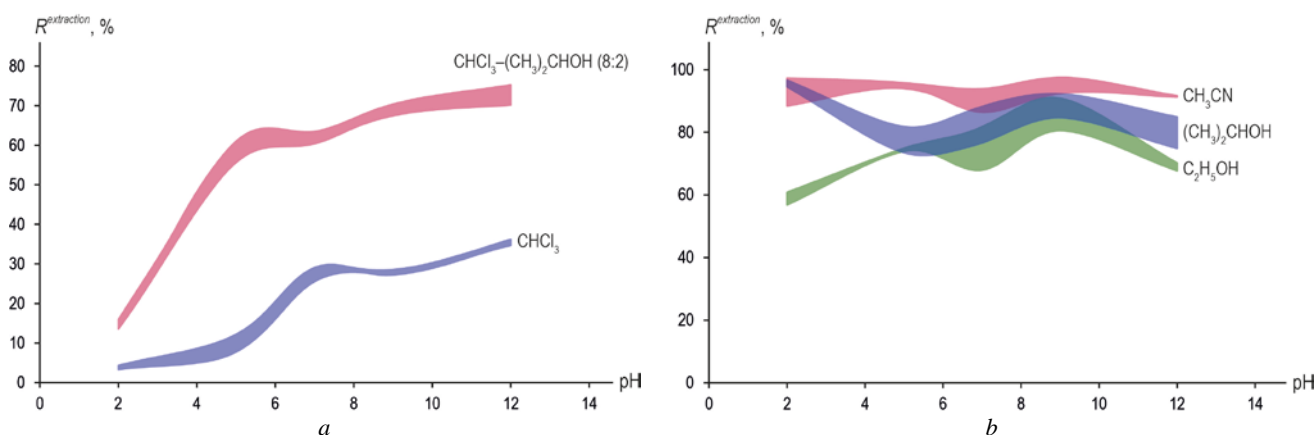 R^extraction, %
80
70
60
50
40
30
20
10
0
0 2 4 6 8 10 12 14
pH
CHCl₃–(CH₃)₂CHOH (8:2)
CHCl₃
a
R^extraction, %
100
80
60
40
20
0
0 2 4 6 8 10 12 14
pH
CH₃CN
(CH₃)₂CHOH
C₂H₅OH
b